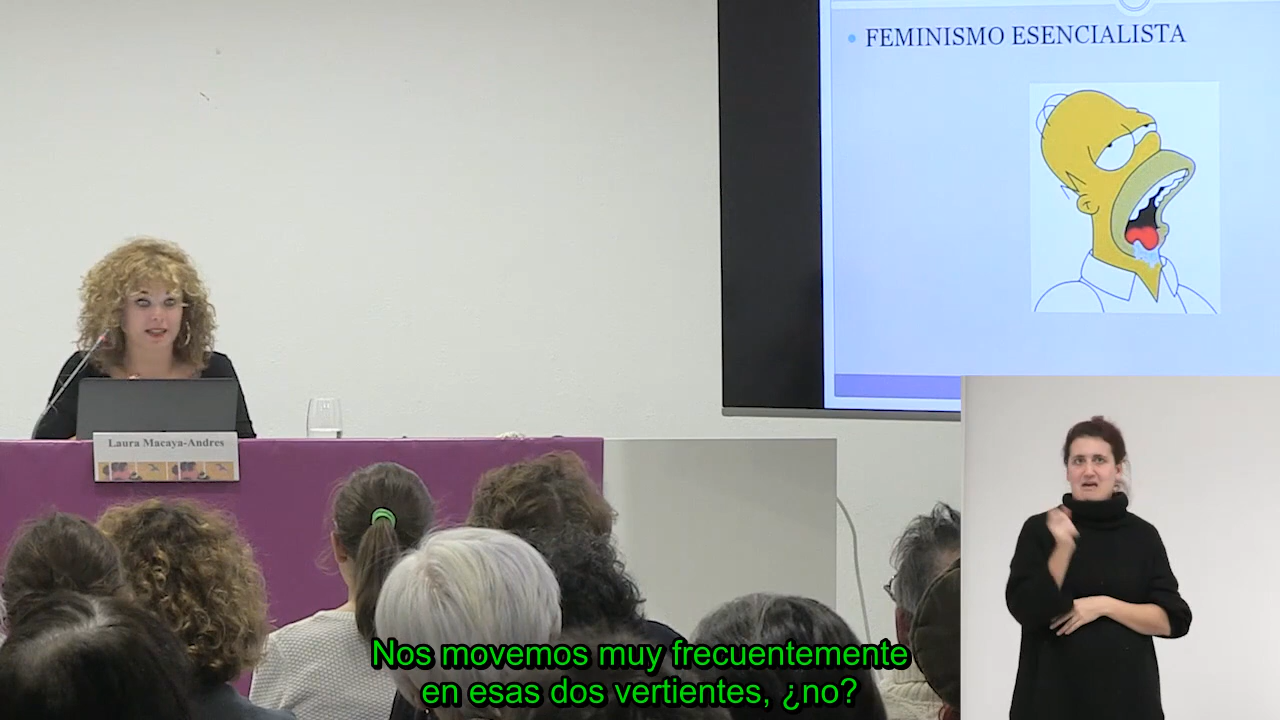 FEMINISMO ESENCIALISTA
Laura Macaya-Andres
Nos movemos muy frecuentemente
en esas dos vertientes, ¿no?